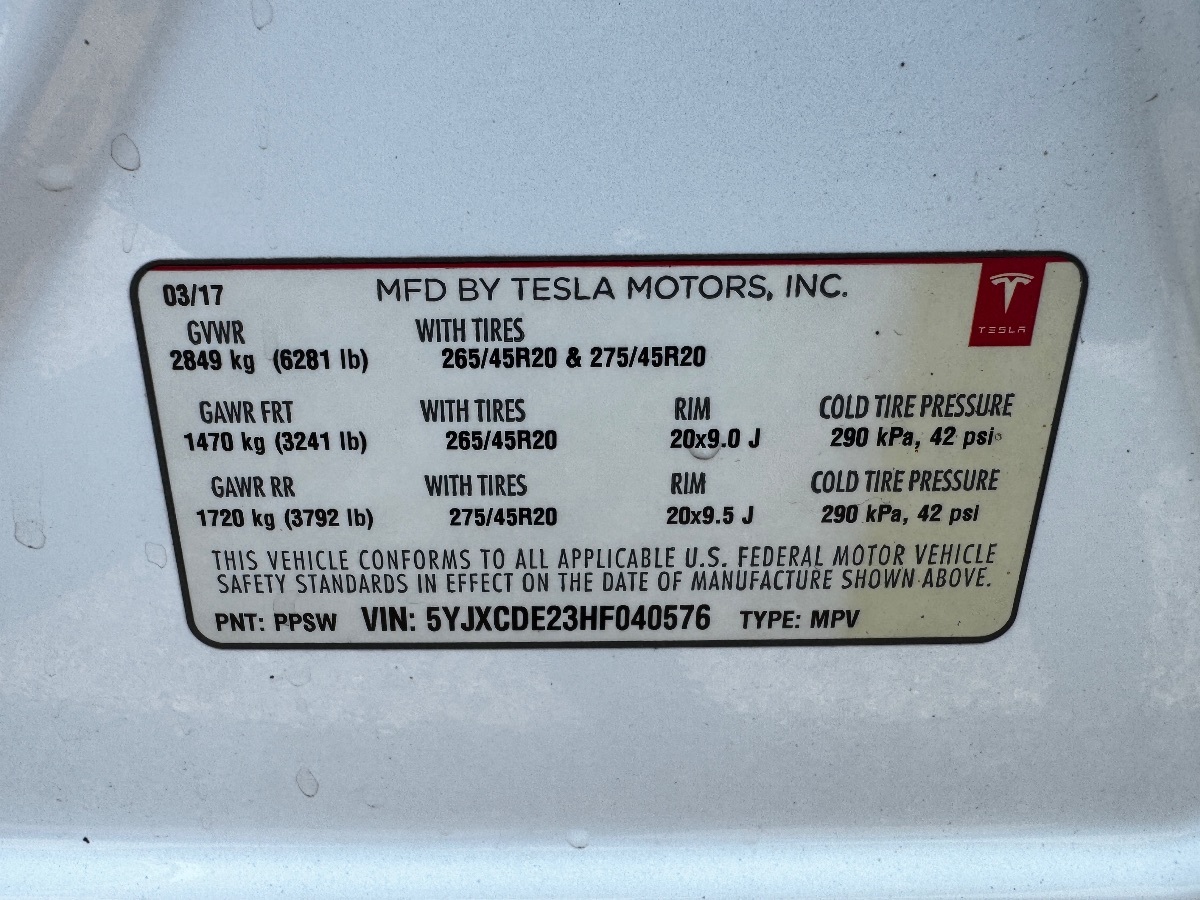 03/17 MFD BY TESLA MOTORS, INC.
TESLA
GVWR WITH TIRES
2849 kg (6281 lb) 265/45R20 & 275/45R20
GAWR FRT WITH TIRES RIM COLD TIRE PRESSURE
1470 kg (3241 lb) 265/45R20 20x9.0 J 290 kPa, 42 psi
GAWR RR WITH TIRES RIM COLD TIRE PRESSURE
1720 kg (3792 lb) 275/45R20 20x9.5 J 290 kPa, 42 psi
THIS VEHICLE CONFORMS TO ALL APPLICABLE U.S. FEDERAL MOTOR VEHICLE
SAFETY STANDARDS IN EFFECT ON THE DATE OF MANUFACTURE SHOWN ABOVE.
PNT: PPSW VIN: 5YJXCDE23HF040576 TYPE: MPV